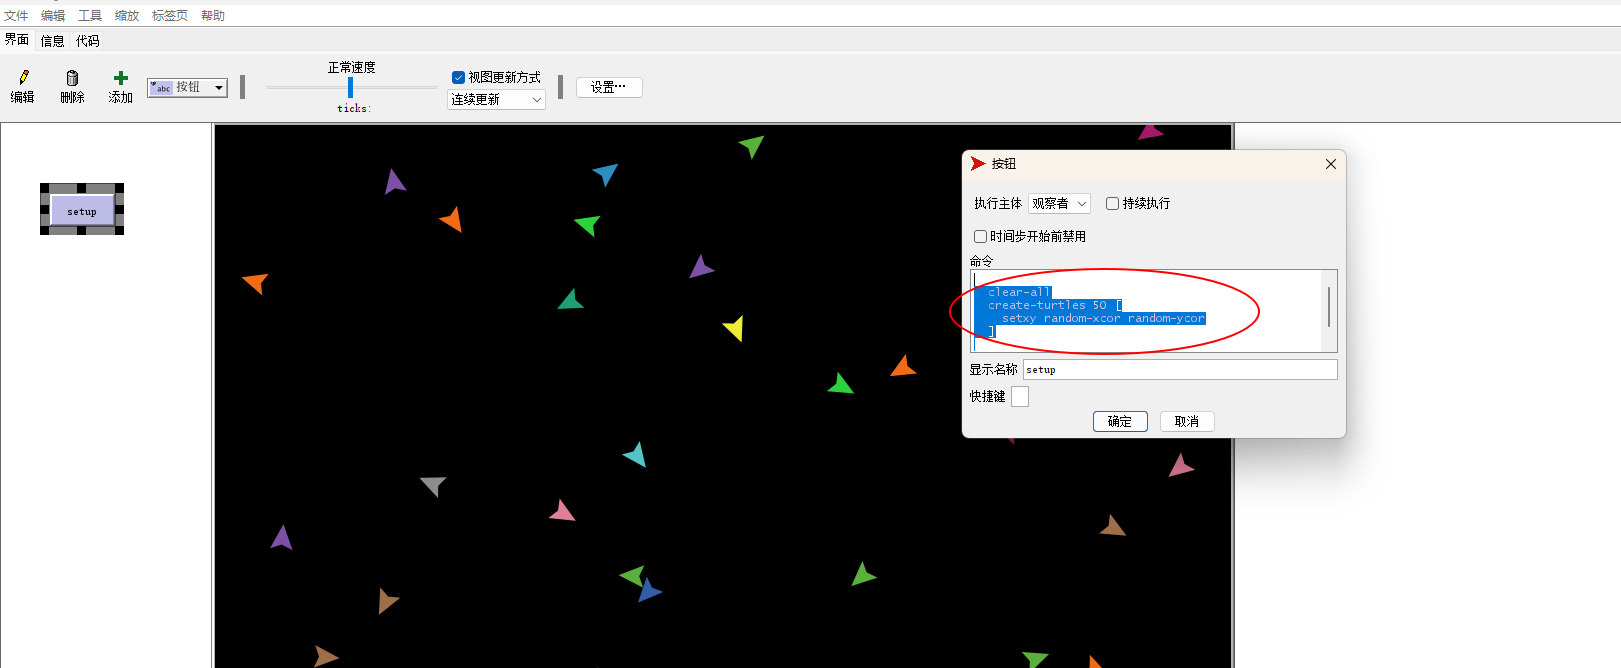 文件 编辑 工具 缩放 标签页 帮助
界面 信息 代码
正常速度
编辑 删除 添加 abc 按钮
ticks:
视图更新方式
连续更新
设置…
setup
按钮
执行主体 观察者 持续执行
时间步开始前禁用
命令
clear-all
create-turtles 50 [
setxy random-xcor random-ycor
]
显示名称 setup
快捷键
确定 取消